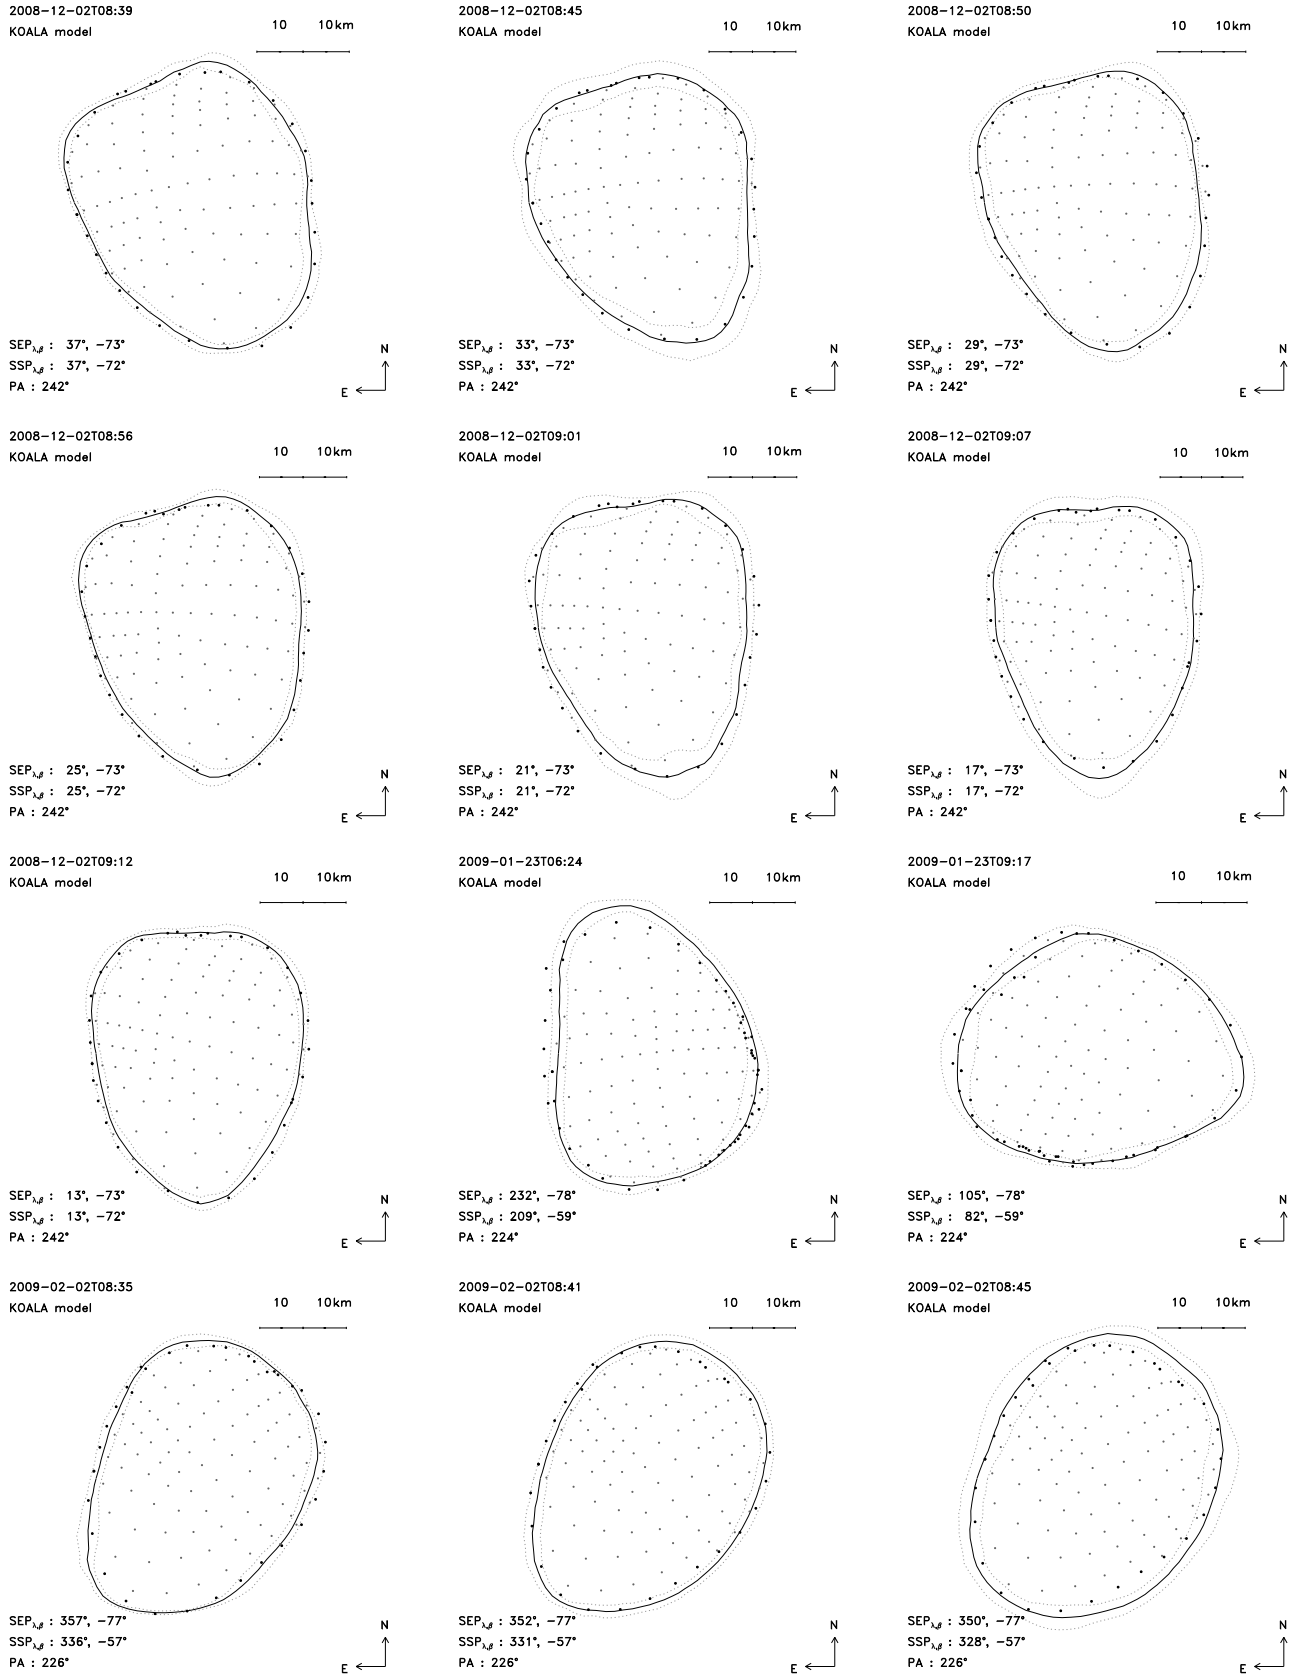 2008-12-02T08:39
KOALA model
10 10km
SEPλ,β : 37°, -73°
SSPλ,β : 37°, -72°
PA : 242°
N
E
2008-12-02T08:45
KOALA model
10 10km
SEPλ,β : 33°, -73°
SSPλ,β : 33°, -72°
PA : 242°
N
E
2008-12-02T08:50
KOALA model
10 10km
SEPλ,β : 29°, -73°
SSPλ,β : 29°, -72°
PA : 242°
N
E
2008-12-02T08:56
KOALA model
10 10km
SEPλ,β : 25°, -73°
SSPλ,β : 25°, -72°
PA : 242°
N
E
2008-12-02T09:01
KOALA model
10 10km
SEPλ,β : 21°, -73°
SSPλ,β : 21°, -72°
PA : 242°
N
E
2008-12-02T09:07
KOALA model
10 10km
SEPλ,β : 17°, -73°
SSPλ,β : 17°, -72°
PA : 242°
N
E
2008-12-02T09:12
KOALA model
10 10km
SEPλ,β : 13°, -73°
SSPλ,β : 13°, -72°
PA : 242°
N
E
2009-01-23T06:24
KOALA model
10 10km
SEPλ,β : 232°, -78°
SSPλ,β : 209°, -59°
PA : 224°
N
E
2009-01-23T09:17
KOALA model
10 10km
SEPλ,β : 105°, -78°
SSPλ,β : 82°, -59°
PA : 224°
N
E
2009-02-02T08:35
KOALA model
10 10km
SEPλ,β : 357°, -77°
SSPλ,β : 336°, -57°
PA : 226°
N
E
2009-02-02T08:41
KOALA model
10 10km
SEPλ,β : 352°, -77°
SSPλ,β : 331°, -57°
PA : 226°
N
E
2009-02-02T08:45
KOALA model
10 10km
SEPλ,β : 350°, -77°
SSPλ,β : 328°, -57°
PA : 226°
N
E